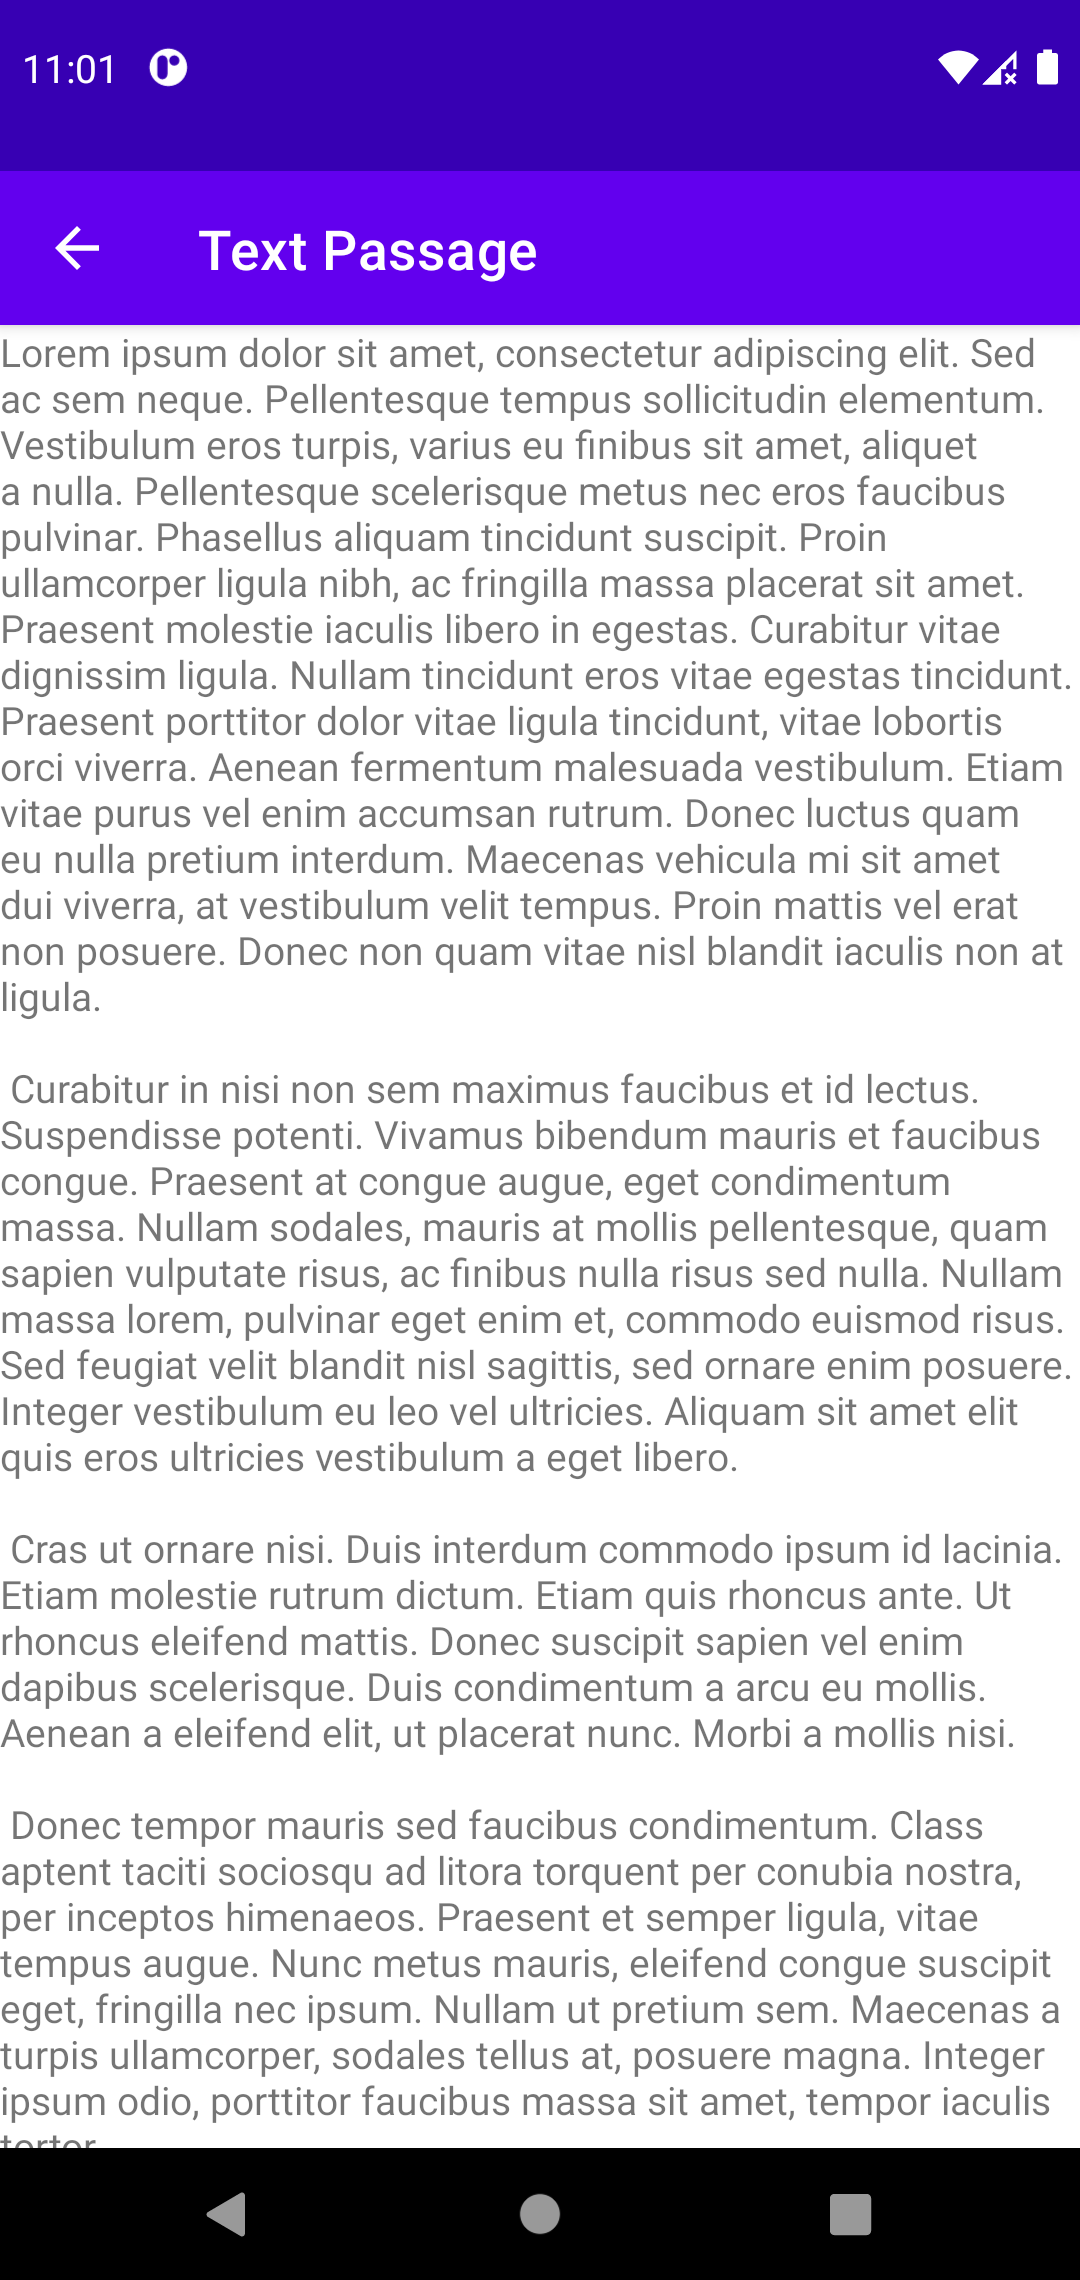 11:01
Text Passage
Lorem ipsum dolor sit amet, consectetur adipiscing elit. Sed
ac sem neque. Pellentesque tempus sollicitudin elementum.
Vestibulum eros turpis, varius eu finibus sit amet, aliquet
a nulla. Pellentesque scelerisque metus nec eros faucibus
pulvinar. Phasellus aliquam tincidunt suscipit. Proin
ullamcorper ligula nibh, ac fringilla massa placerat sit amet.
Praesent molestie iaculis libero in egestas. Curabitur vitae
dignissim ligula. Nullam tincidunt eros vitae egestas tincidunt.
Praesent porttitor dolor vitae ligula tincidunt, vitae lobortis
orci viverra. Aenean fermentum malesuada vestibulum. Etiam
vitae purus vel enim accumsan rutrum. Donec luctus quam
eu nulla pretium interdum. Maecenas vehicula mi sit amet
dui viverra, at vestibulum velit tempus. Proin mattis vel erat
non posuere. Donec non quam vitae nisl blandit iaculis non at
ligula.
Curabitur in nisi non sem maximus faucibus et id lectus.
Suspendisse potenti. Vivamus bibendum mauris et faucibus
congue. Praesent at congue augue, eget condimentum
massa. Nullam sodales, mauris at mollis pellentesque, quam
sapien vulputate risus, ac finibus nulla risus sed nulla. Nullam
massa lorem, pulvinar eget enim et, commodo euismod risus.
Sed feugiat velit blandit nisl sagittis, sed ornare enim posuere.
Integer vestibulum eu leo vel ultricies. Aliquam sit amet elit
quis eros ultricies vestibulum a eget libero.
Cras ut ornare nisi. Duis interdum commodo ipsum id lacinia.
Etiam molestie rutrum dictum. Etiam quis rhoncus ante. Ut
rhoncus eleifend mattis. Donec suscipit sapien vel enim
dapibus scelerisque. Duis condimentum a arcu eu mollis.
Aenean a eleifend elit, ut placerat nunc. Morbi a mollis nisi.
Donec tempor mauris sed faucibus condimentum. Class
aptent taciti sociosqu ad litora torquent per conubia nostra,
per inceptos himenaeos. Praesent et semper ligula, vitae
tempus augue. Nunc metus mauris, eleifend congue suscipit
eget, fringilla nec ipsum. Nullam ut pretium sem. Maecenas a
turpis ullamcorper, sodales tellus at, posuere magna. Integer
ipsum odio, porttitor faucibus massa sit amet, tempor iaculis